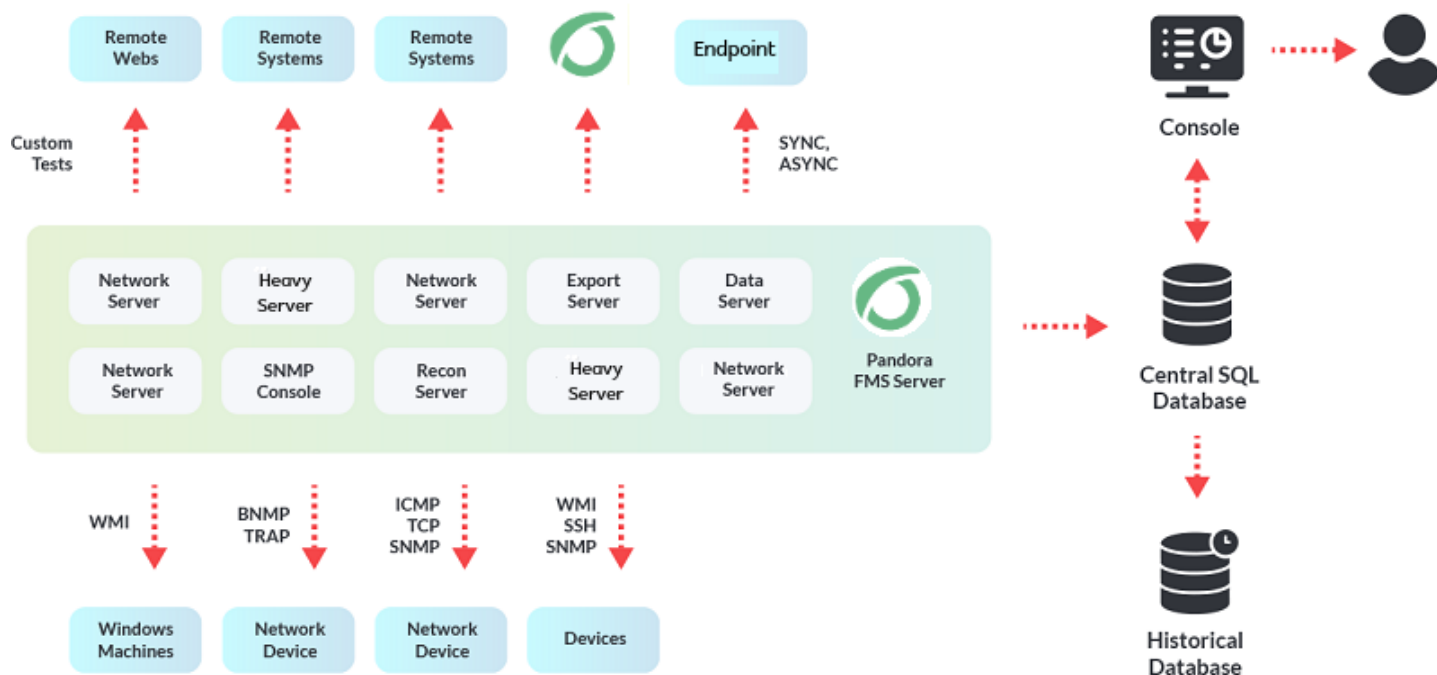 Remote
Webs
Remote
Systems
Remote
Systems
Endpoint
Custom
Tests
SYNC,
ASYNC
Console
Network
Server
Heavy
Server
Network
Server
Export
Server
Data
Server
Network
Server
SNMP
Console
Recon
Server
Heavy
Server
Network
Server
Pandora
FMS Server
Central SQL
Database
WMI
BNMP
TRAP
ICMP
TCP
SNMP
WMI
SSH
SNMP
Windows
Machines
Network
Device
Network
Device
Devices
Historical
Database